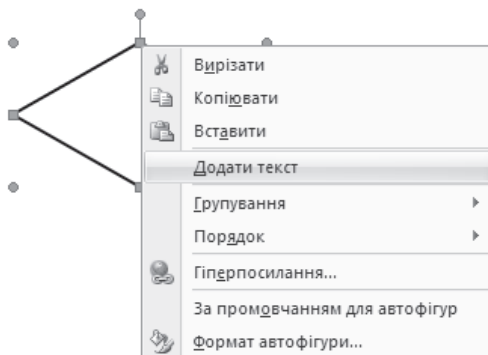 Вирізати
Копіювати
Вставити
Додати текст
Групування
Порядок
Гіперпосилання...
За промовчанням для автофігур
Формат автофігури...